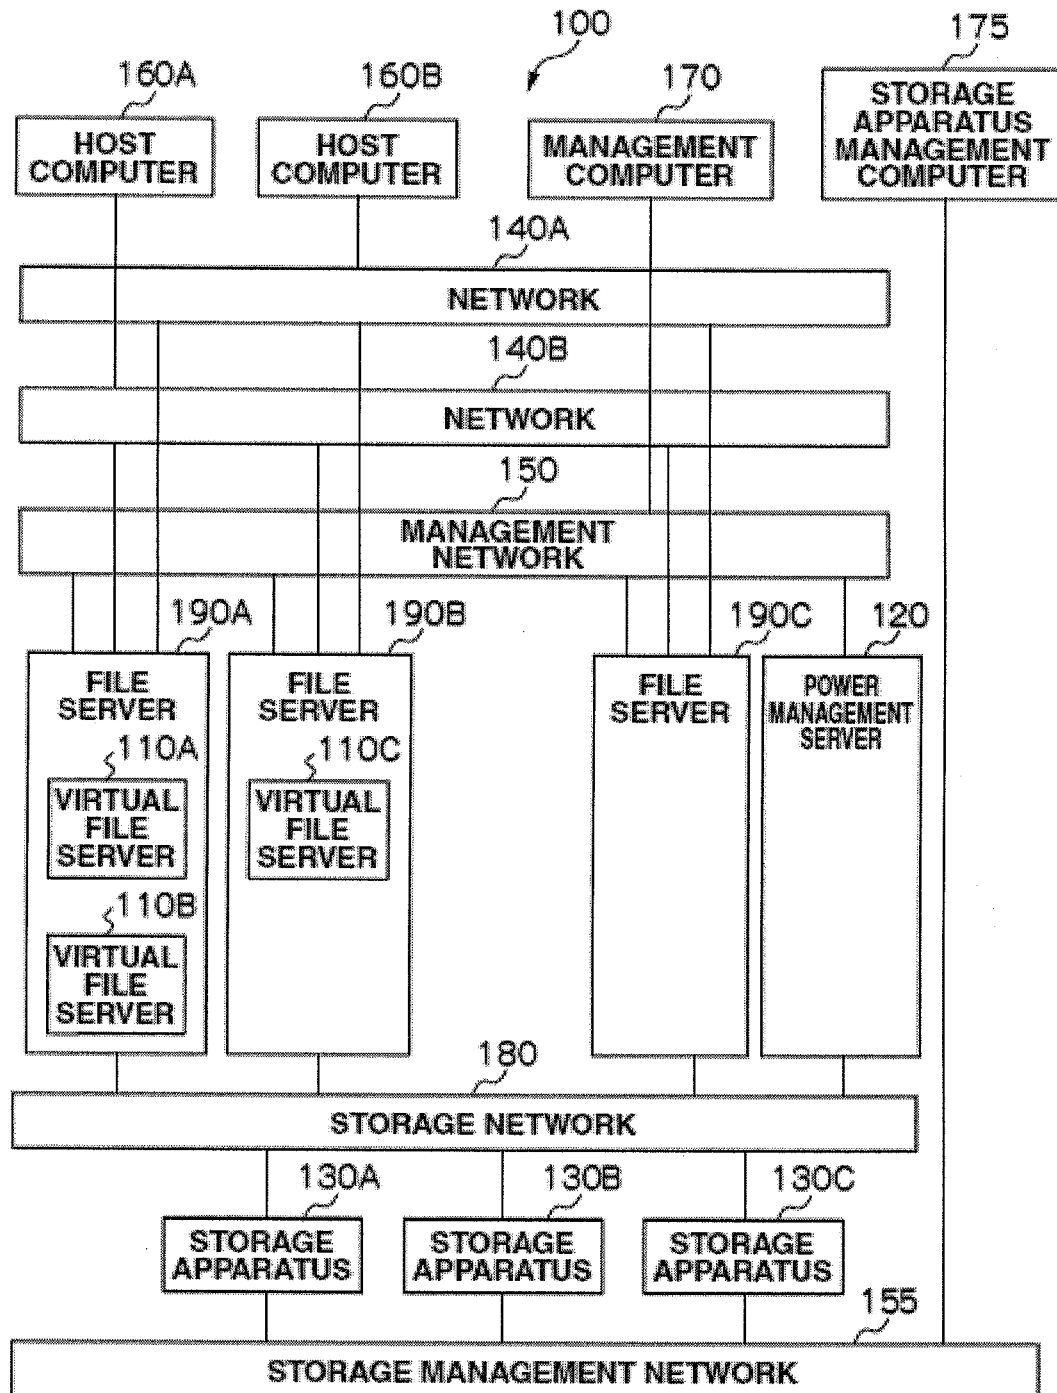 100
175
160A
160B
170
HOST
COMPUTER
HOST
COMPUTER
MANAGEMENT
COMPUTER
STORAGE
APPARATUS
MANAGEMENT
COMPUTER
140A
NETWORK
140B
NETWORK
150
MANAGEMENT
NETWORK
190A
190B
190C
120
FILE
SERVER
FILE
SERVER
FILE
SERVER
POWER
MANAGEMENT
SERVER
110A
110C
VIRTUAL
FILE
SERVER
VIRTUAL
FILE
SERVER
110B
VIRTUAL
FILE
SERVER
180
STORAGE NETWORK
130A
130B
130C
STORAGE
APPARATUS
STORAGE
APPARATUS
STORAGE
APPARATUS
155
STORAGE MANAGEMENT NETWORK